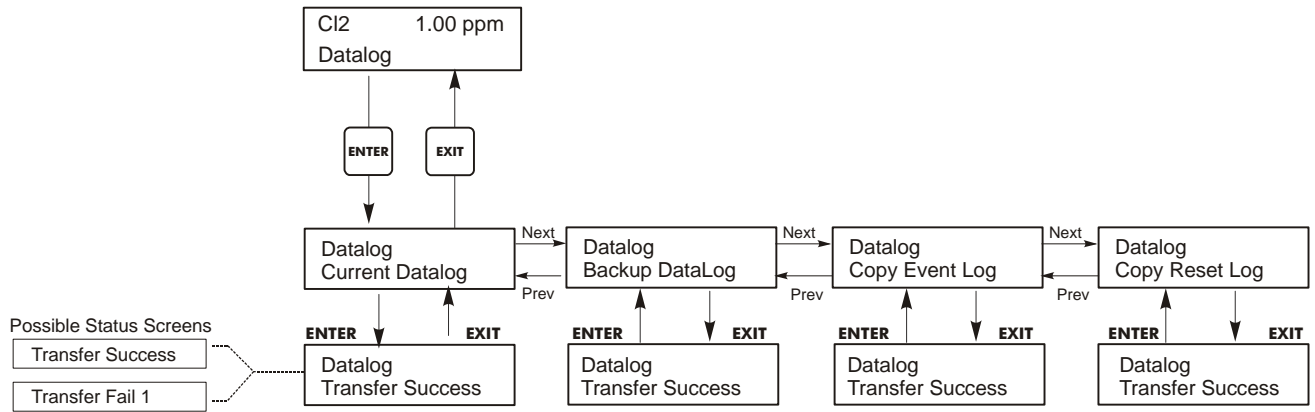 Cl2 1.00 ppm
Datalog
ENTER EXIT
Datalog
Current Datalog
Next
Prev
Datalog
Backup DataLog
Next
Prev
Datalog
Copy Event Log
Next
Prev
Datalog
Copy Reset Log
Possible Status Screens
Transfer Success
Transfer Fail 1
ENTER EXIT
Datalog
Transfer Success
ENTER EXIT
Datalog
Transfer Success
ENTER EXIT
Datalog
Transfer Success
ENTER EXIT
Datalog
Transfer Success